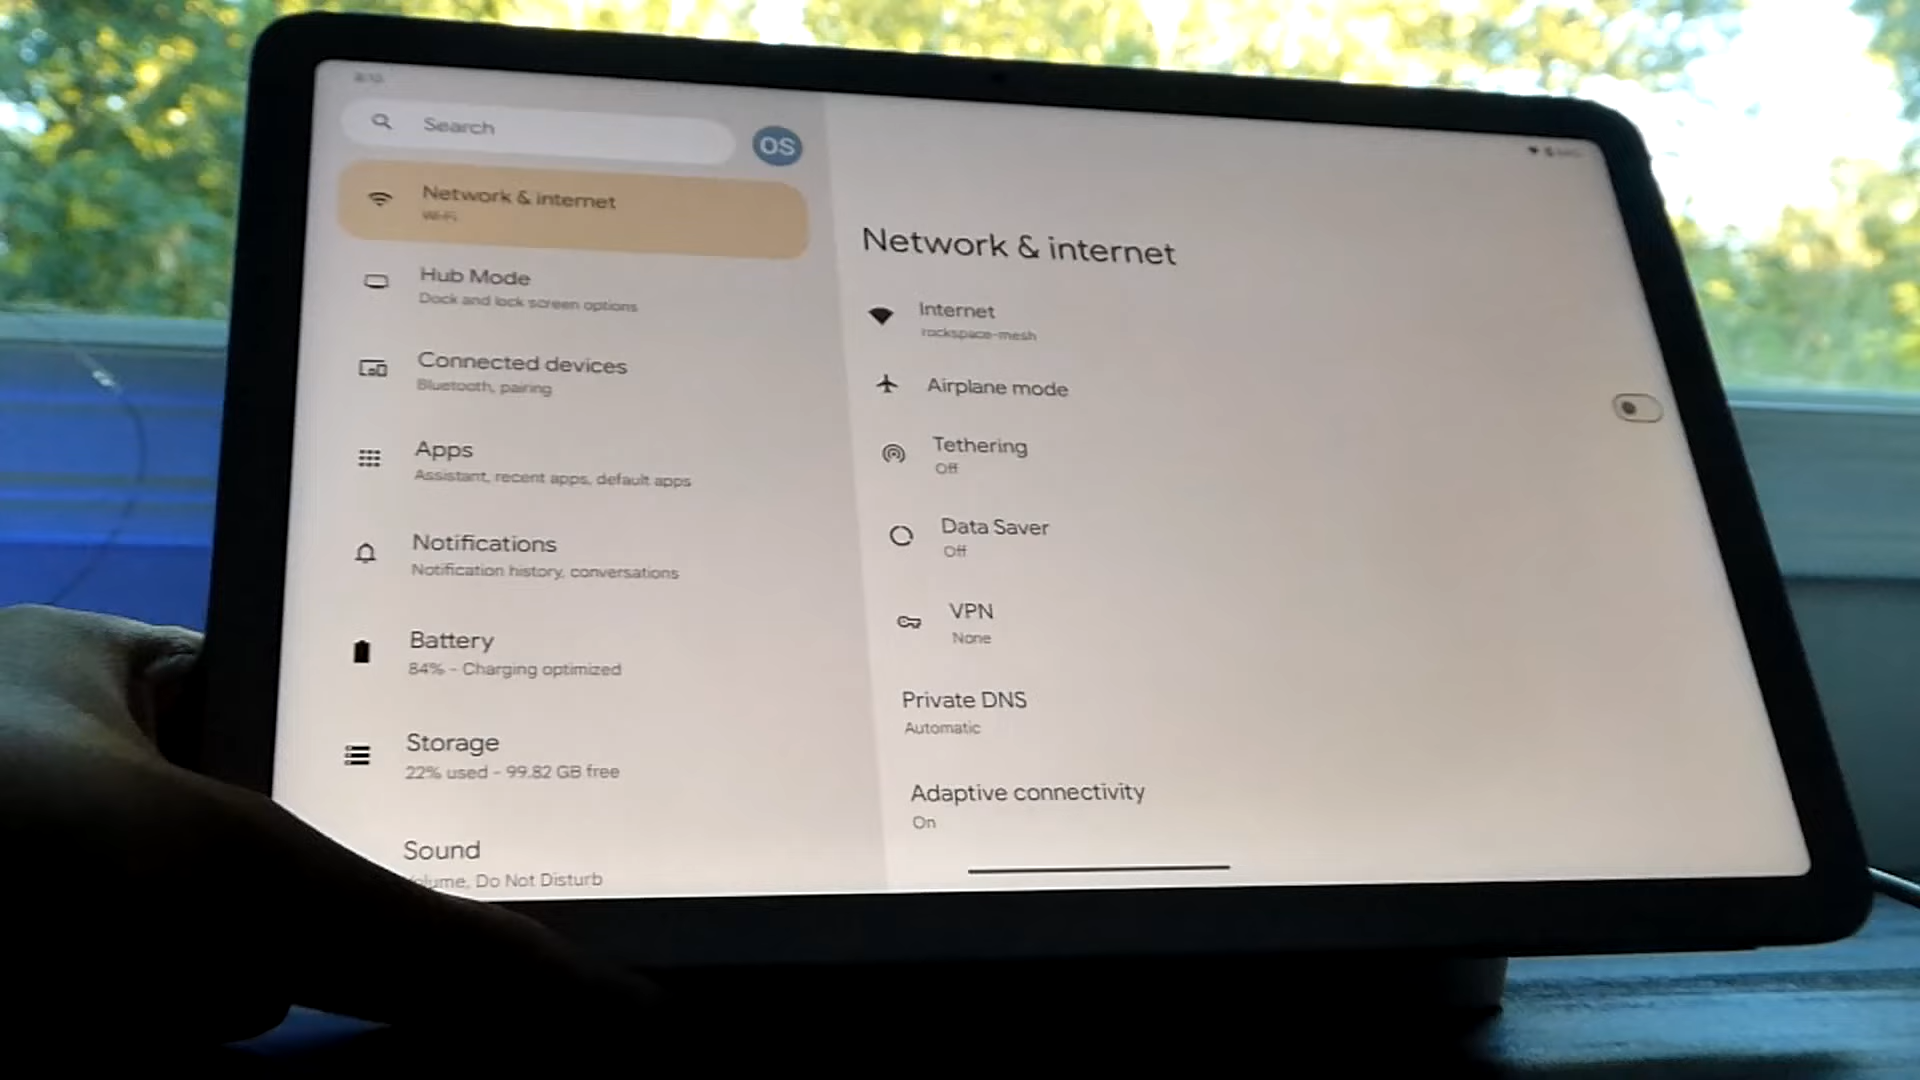 Search
OS
Network & internet
Wi-Fi
Hub Mode
Dock and lock screen options
Connected devices
Bluetooth, pairing
Apps
Assistant, recent apps, default apps
Notifications
Notification history, conversations
Battery
84% - Charging optimized
Storage
22% used - 99.82 GB free
Sound
Volume, Do Not Disturb
Network & internet
Internet
rockspace-mesh
Airplane mode
Tethering
Off
Data Saver
Off
VPN
None
Private DNS
Automatic
Adaptive connectivity
On